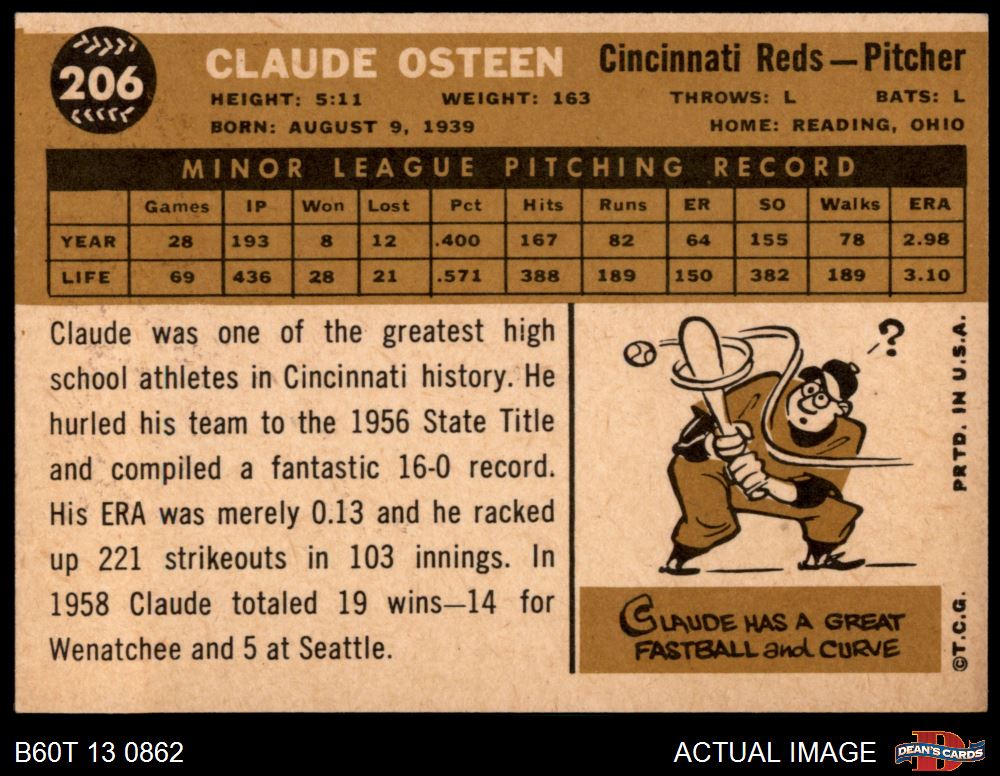 206
CLAUDE OSTEEN Cincinnati Reds—Pitcher
HEIGHT: 5:11 WEIGHT: 163 THROWS: L BATS: L
BORN: AUGUST 9, 1939 HOME: READING, OHIO
MINOR LEAGUE PITCHING RECORD
Games IP Won Lost Pct Hits Runs ER SO Walks ERA
YEAR 28 193 8 12 .400 167 82 64 155 78 2.98
LIFE 69 436 28 21 .571 388 189 150 382 189 3.10
Claude was one of the greatest high
school athletes in Cincinnati history. He
hurled his team to the 1956 State Title
and compiled a fantastic 16-0 record.
His ERA was merely 0.13 and he racked
up 221 strikeouts in 103 innings. In
1958 Claude totaled 19 wins—14 for
Wenatchee and 5 at Seattle.
?
CLAUDE HAS A GREAT
FASTBALL and CURVE
PRTD. IN U.S.A.
©T.C.G.
B60T 13 0862
ACTUAL IMAGE
D
DEAN'S CARDS